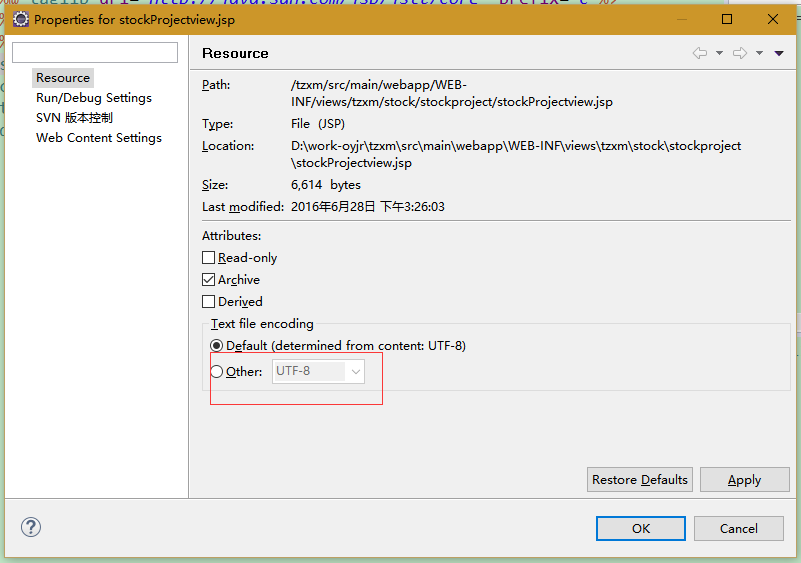 Properties for stockProjectview.jsp
Resource
Run/Debug Settings
SVN 版本控制
Web Content Settings
Resource
Path: /tzxm/src/main/webapp/WEB-
INF/views/tzxm/stock/stockproject/stockProjectview.jsp
Type: File (JSP)
Location: D:\work-oyjr\tzxm\src\main\webapp\WEB-INF\views\tzxm\stock\stockproject
\stockProjectview.jsp
Size: 6,614 bytes
Last modified: 2016年6月28日 下午3:26:03
Attributes:
Read-only
Archive
Derived
Text file encoding
Default (determined from content: UTF-8)
Other: UTF-8
Restore Defaults
Apply
?
OK
Cancel